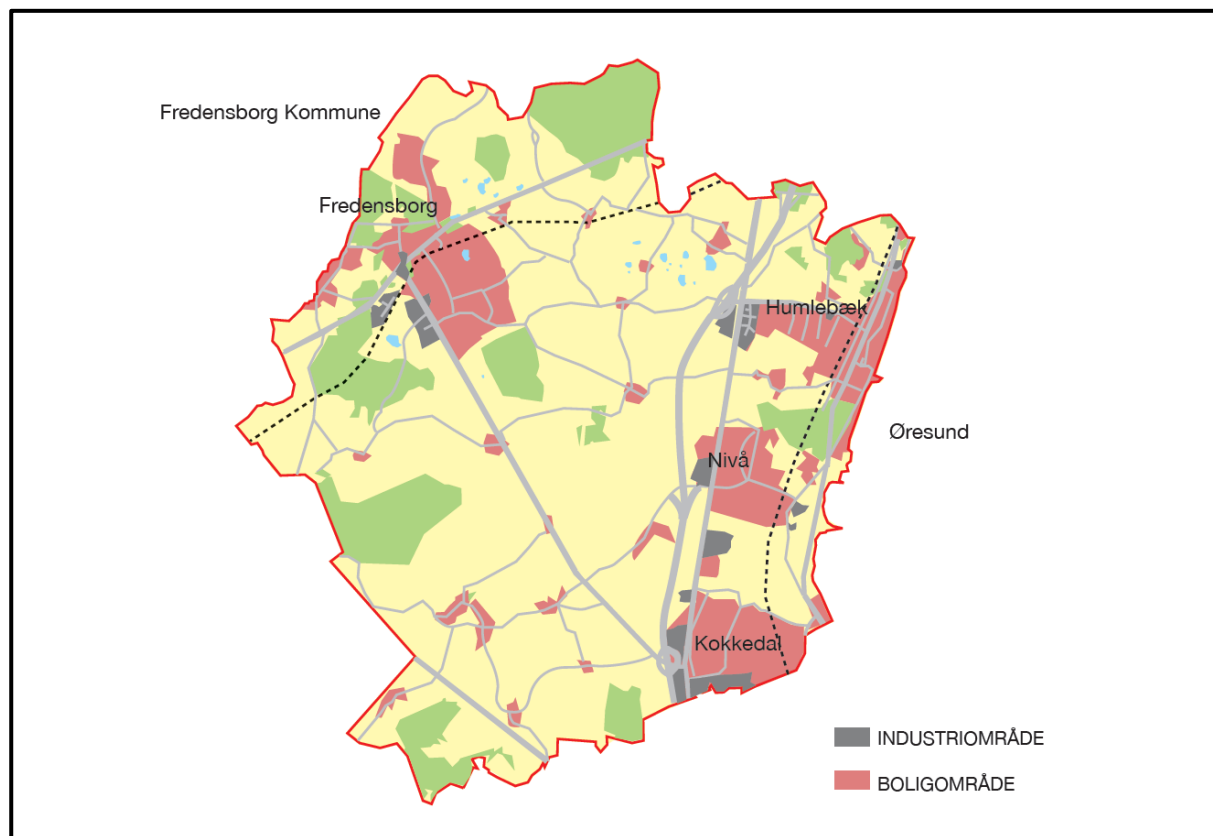 Fredensborg Kommune
Fredensborg
Humlebæk
Øresund
Nivå
Kokkedal
INDUSTRIOMRÅDE
BOLIGOMRÅDE